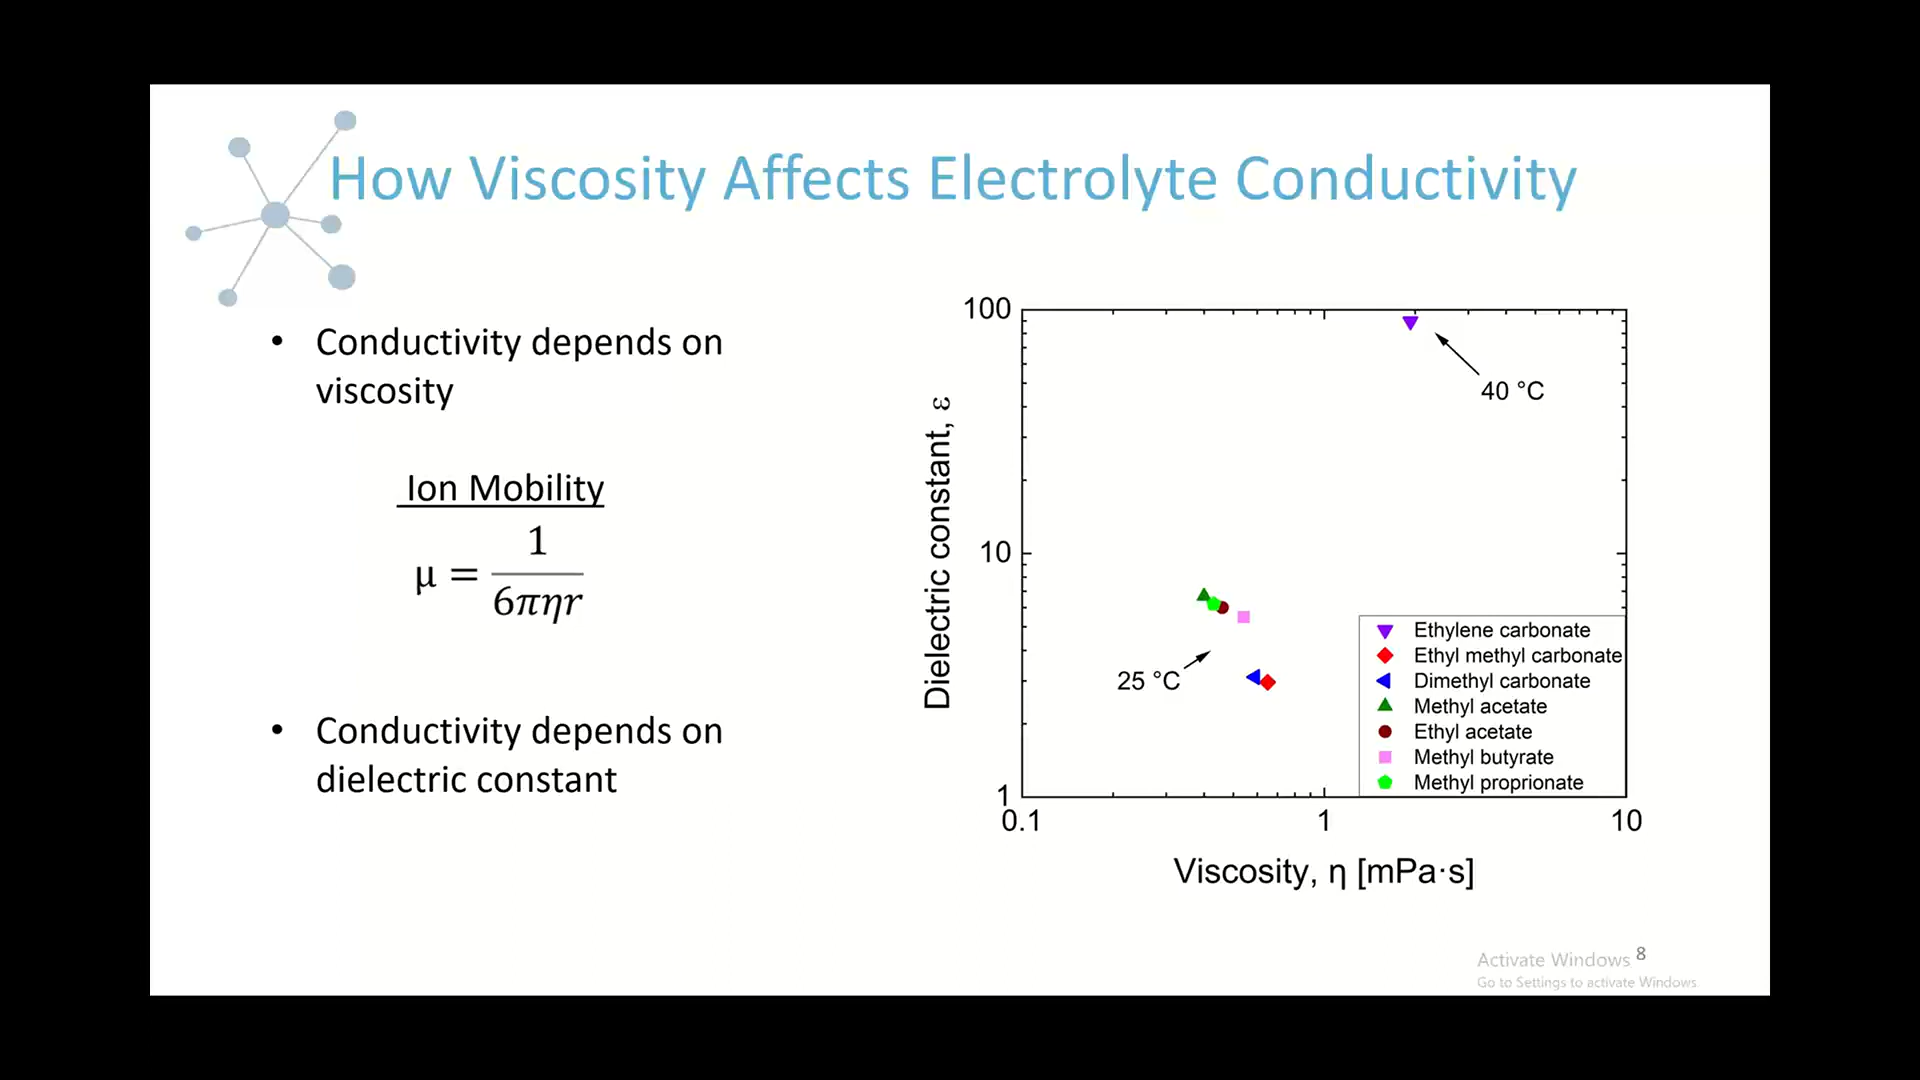 How Viscosity Affects Electrolyte Conductivity
• Conductivity depends on
viscosity
Ion Mobility
μ = 1 / 6πηr
• Conductivity depends on
dielectric constant
100
10
1
Dielectric constant, ε
40 °C
25 °C
Ethylene carbonate
Ethyl methyl carbonate
Dimethyl carbonate
Methyl acetate
Ethyl acetate
Methyl butyrate
Methyl proprionate
0.1 1 10
Viscosity, η [mPa·s]
Activate Windows 8
Go to Settings to activate Windows.